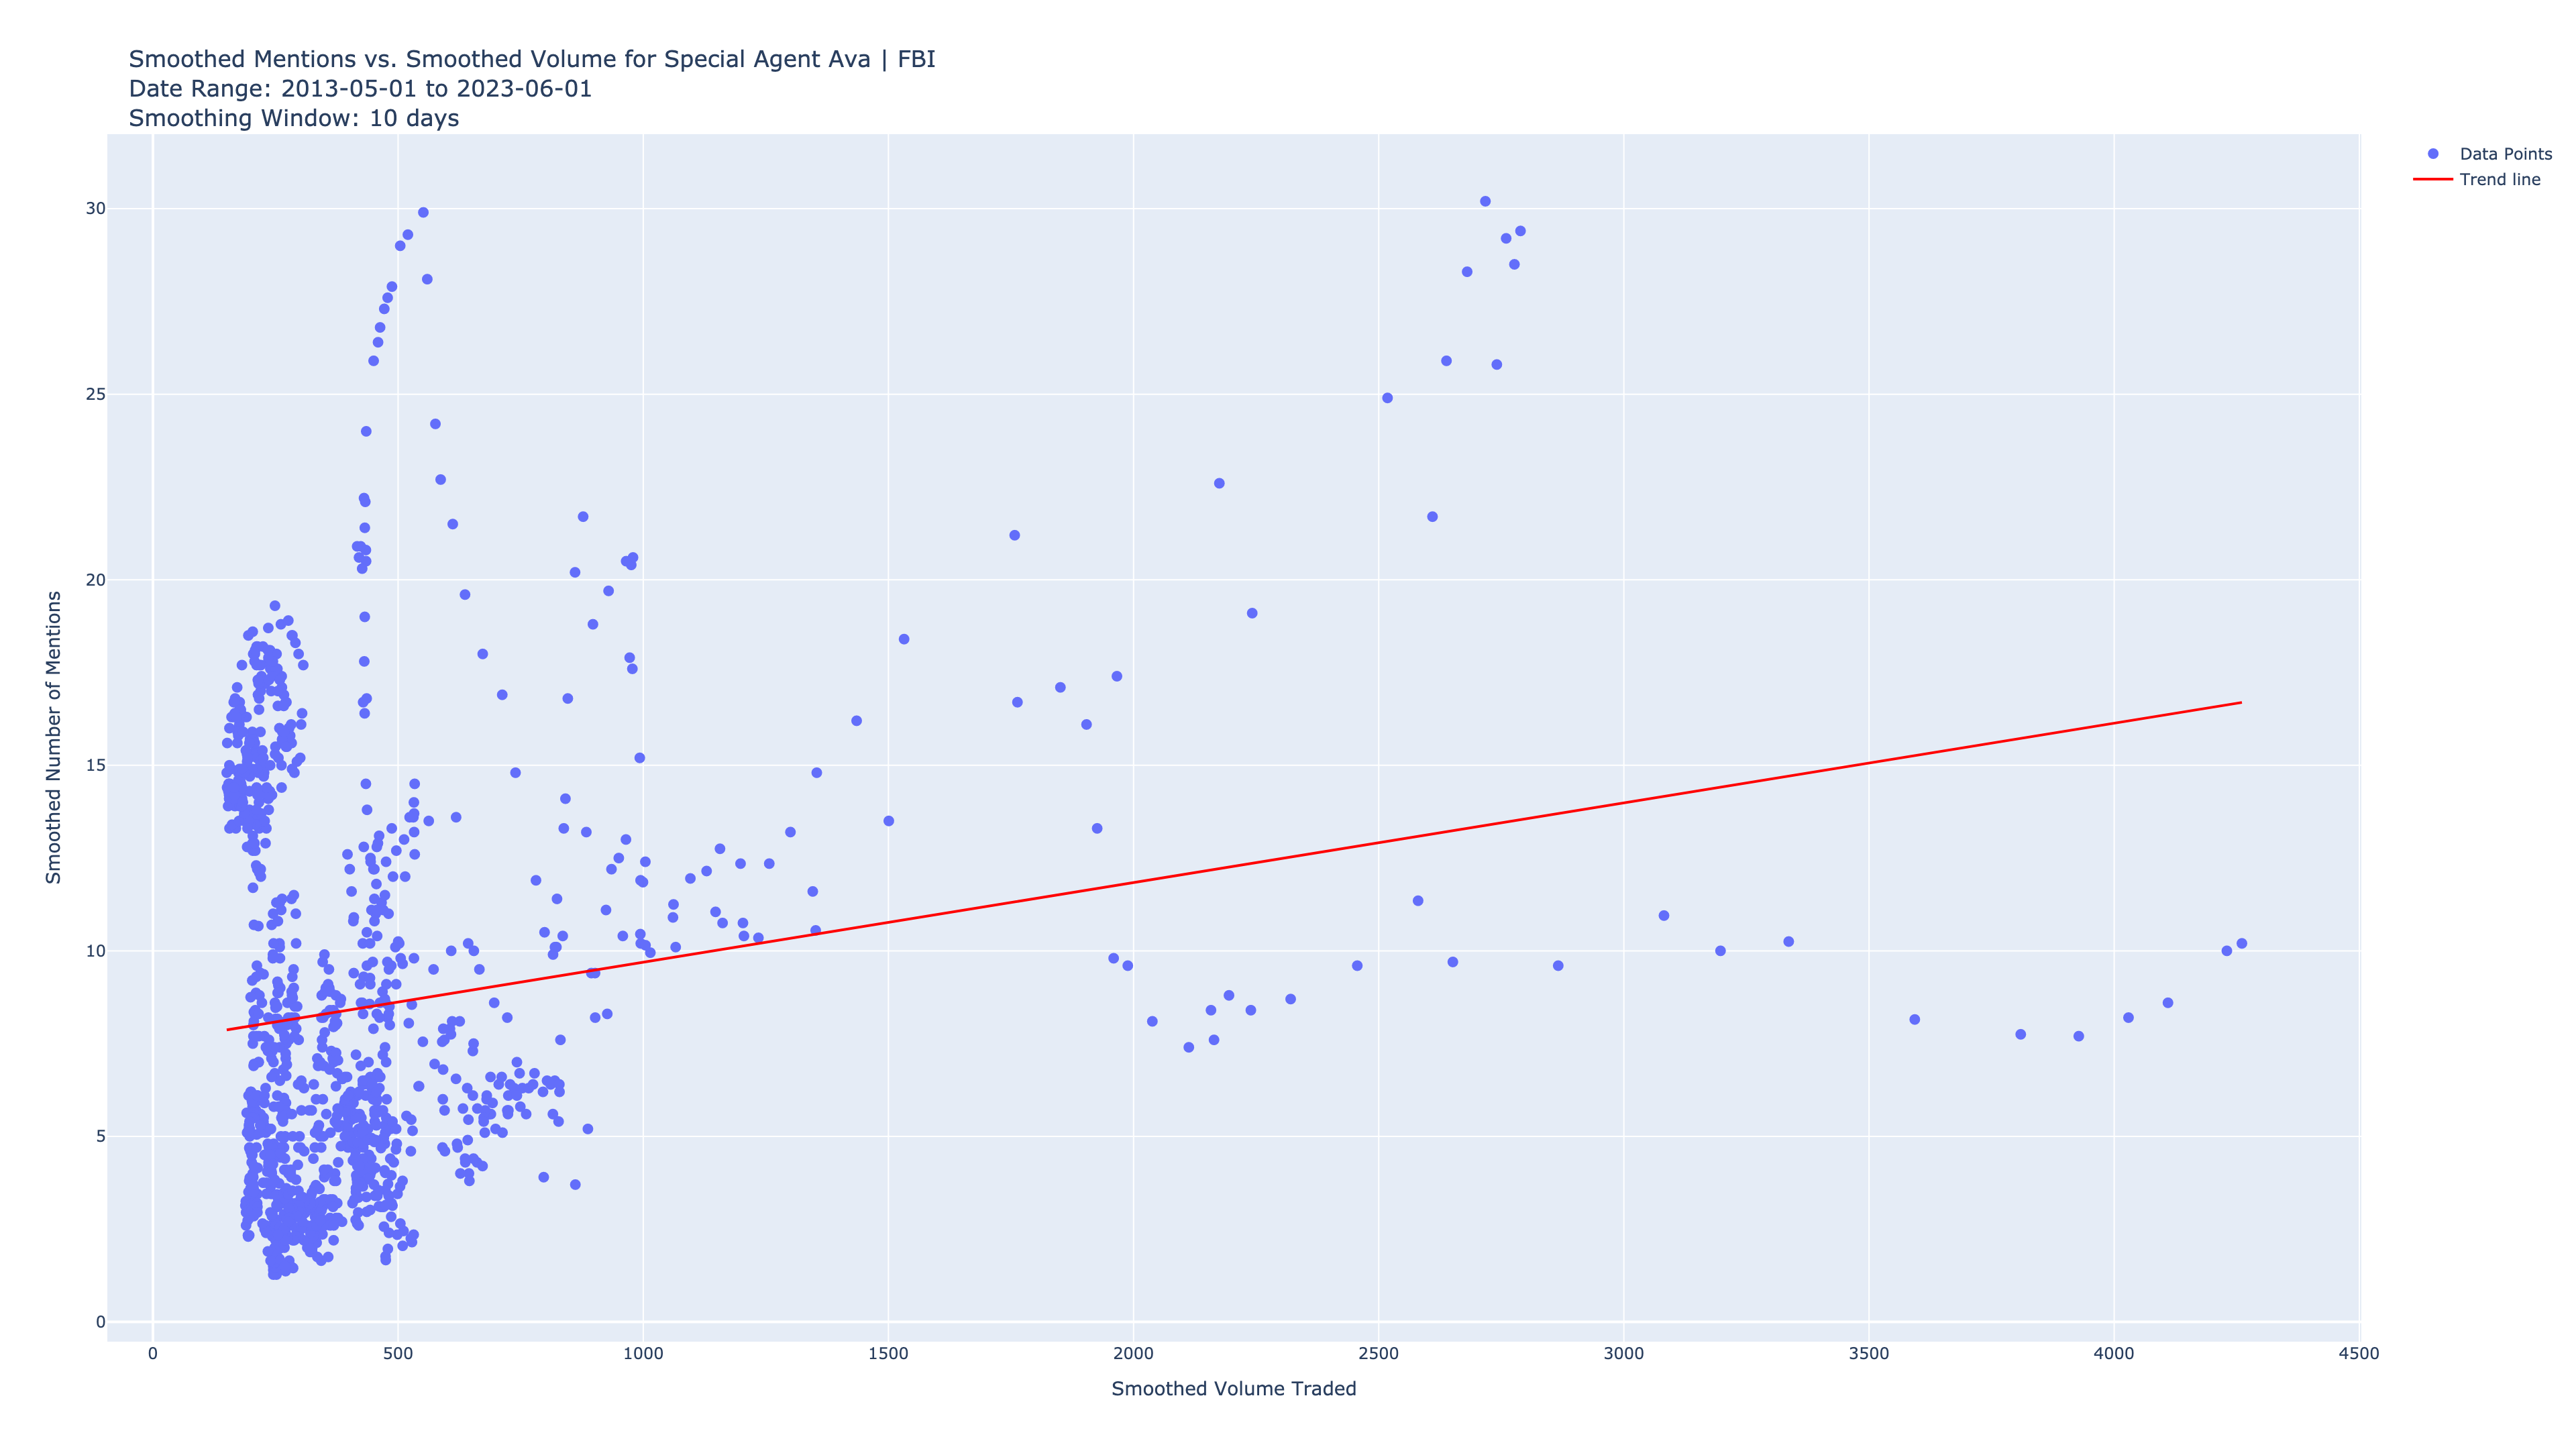 Smoothed Mentions vs. Smoothed Volume for Special Agent Ava | FBI
Date Range: 2013-05-01 to 2023-06-01
Smoothing Window: 10 days
Data Points
Trend line
30
25
20
15
10
5
0
Smoothed Number of Mentions
0
500
1000
1500
2000
2500
3000
3500
4000
4500
Smoothed Volume Traded